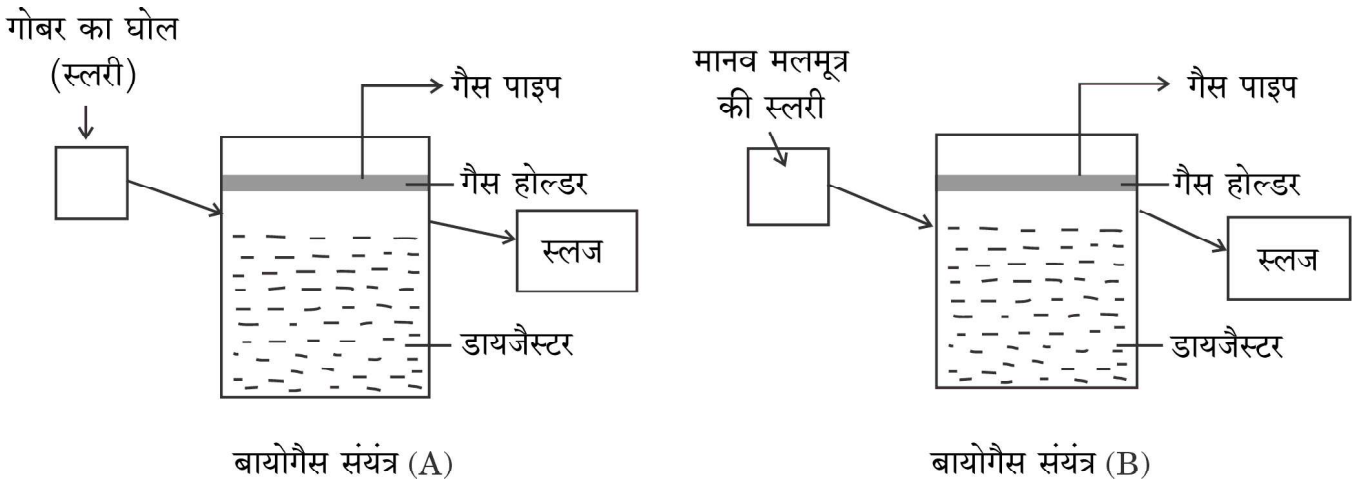 गोबर का घोल
(स्लरी)
गैस पाइप
गैस होल्डर
स्लज
डायजैस्टर
बायोगैस संयंत्र (A)
मानव मलमूत्र
की स्लरी
गैस पाइप
गैस होल्डर
स्लज
डायजैस्टर
बायोगैस संयंत्र (B)